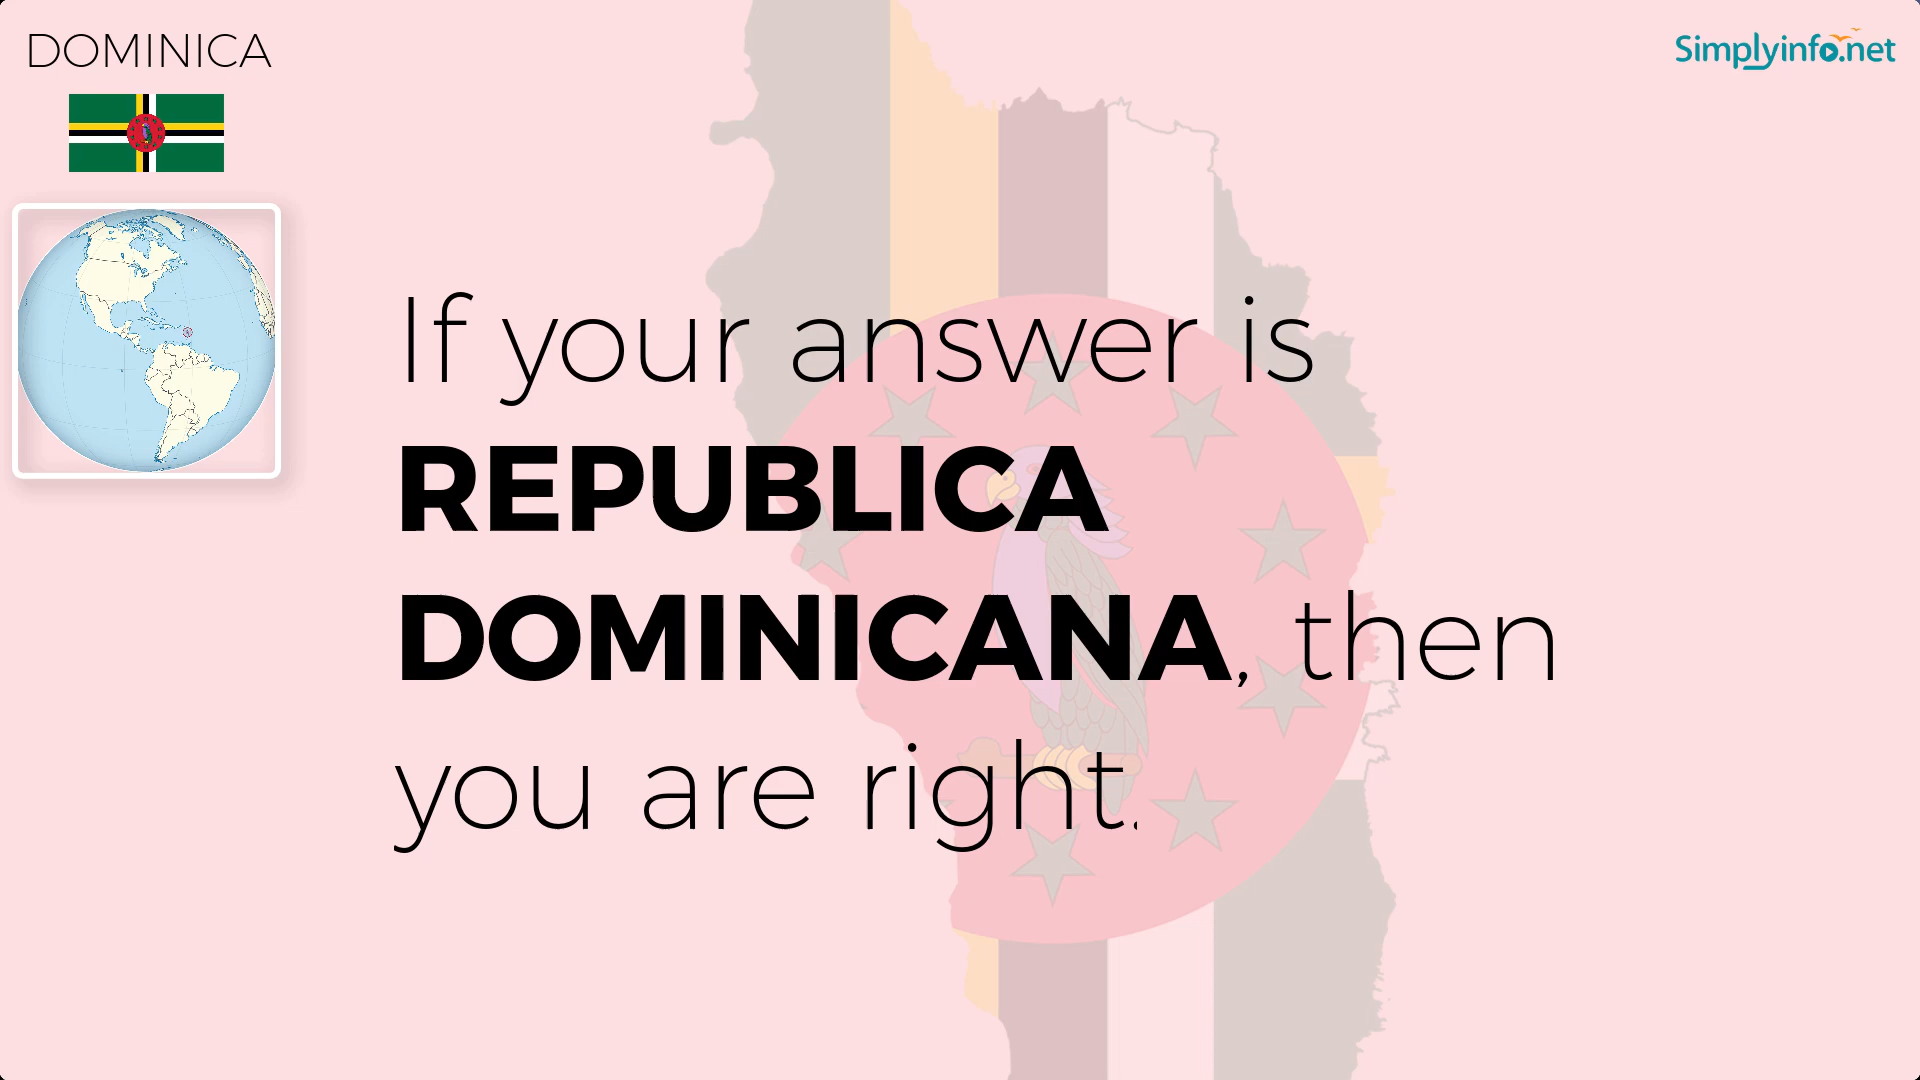 DOMINICA
Simplyinfo.net
If your answer is
REPUBLICA
DOMINICANA, then
you are right.